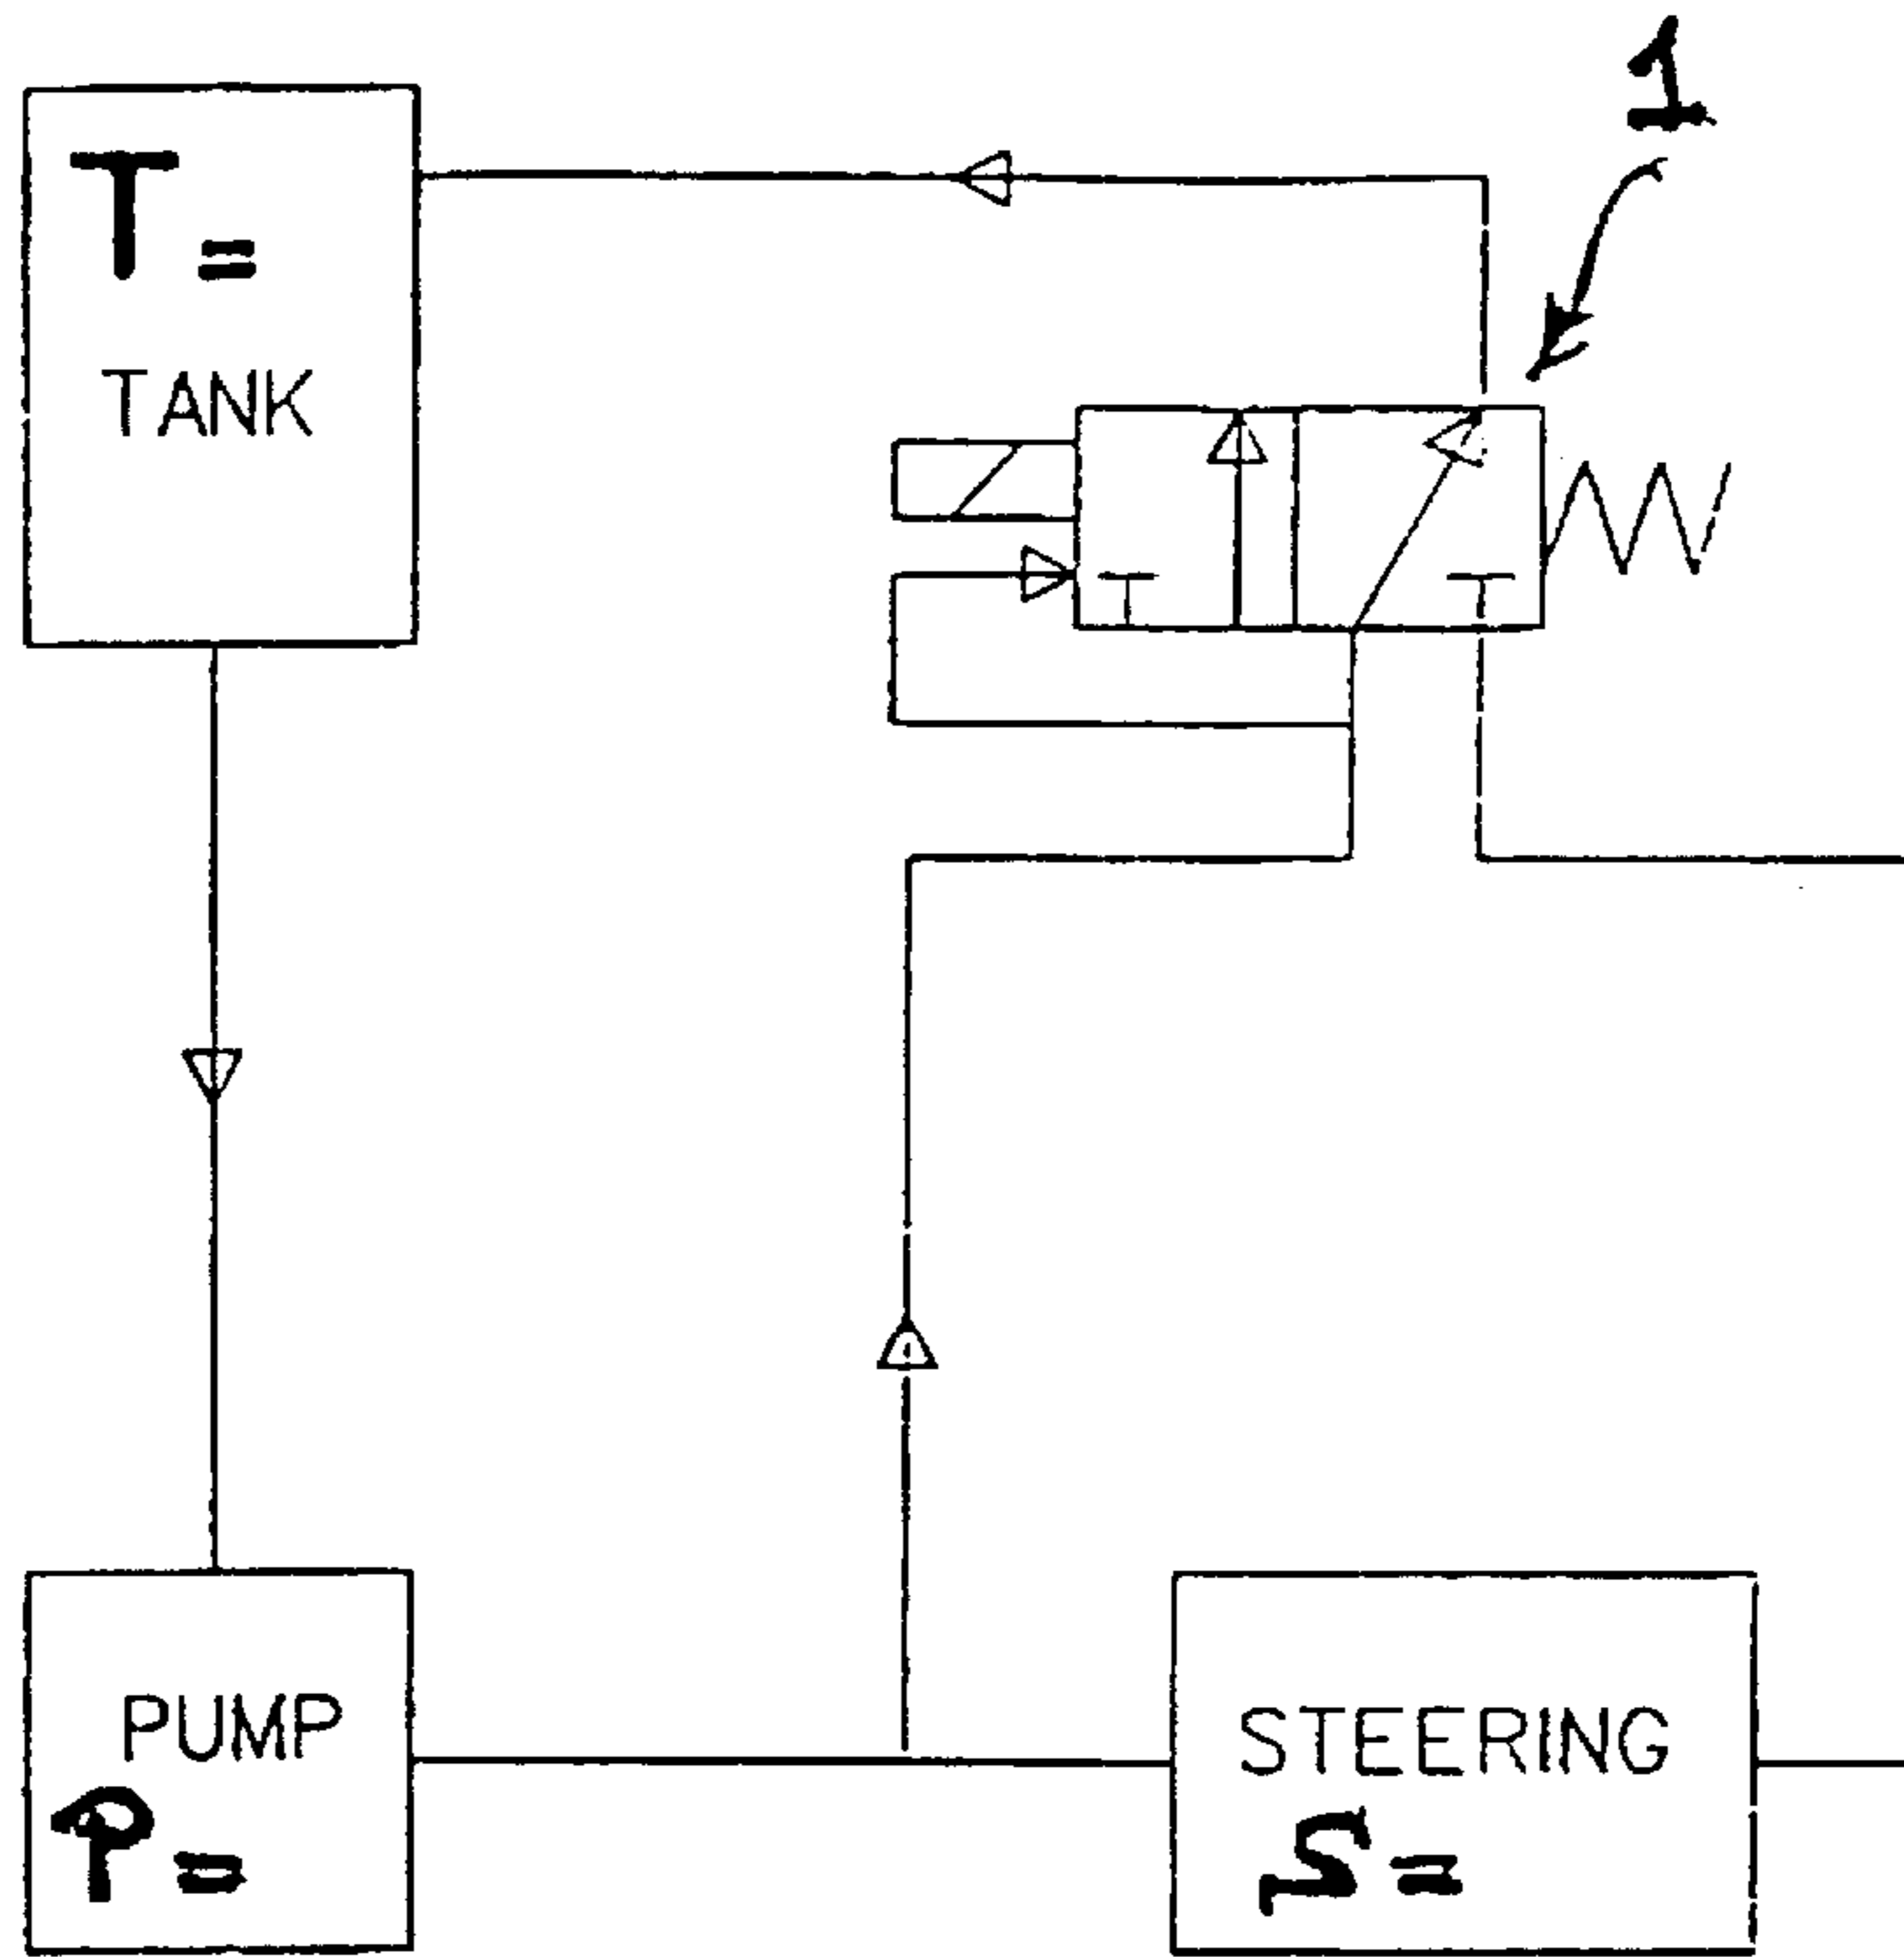 1
T =
TANK
PUMP
P =
STEERING
S =